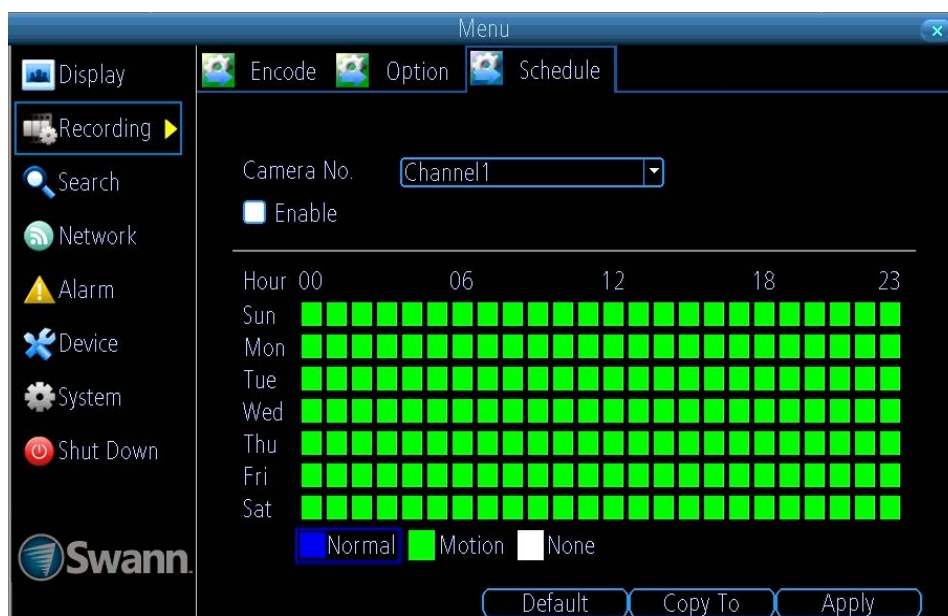 Menu
Display
Recording
Search
Network
Alarm
Device
System
Shut Down
Swann
Encode Option Schedule
Camera No. Channel1
Enable
Hour 00 06 12 18 23
Sun
Mon
Tue
Wed
Thu
Fri
Sat
Normal Motion None
Default Copy To Apply